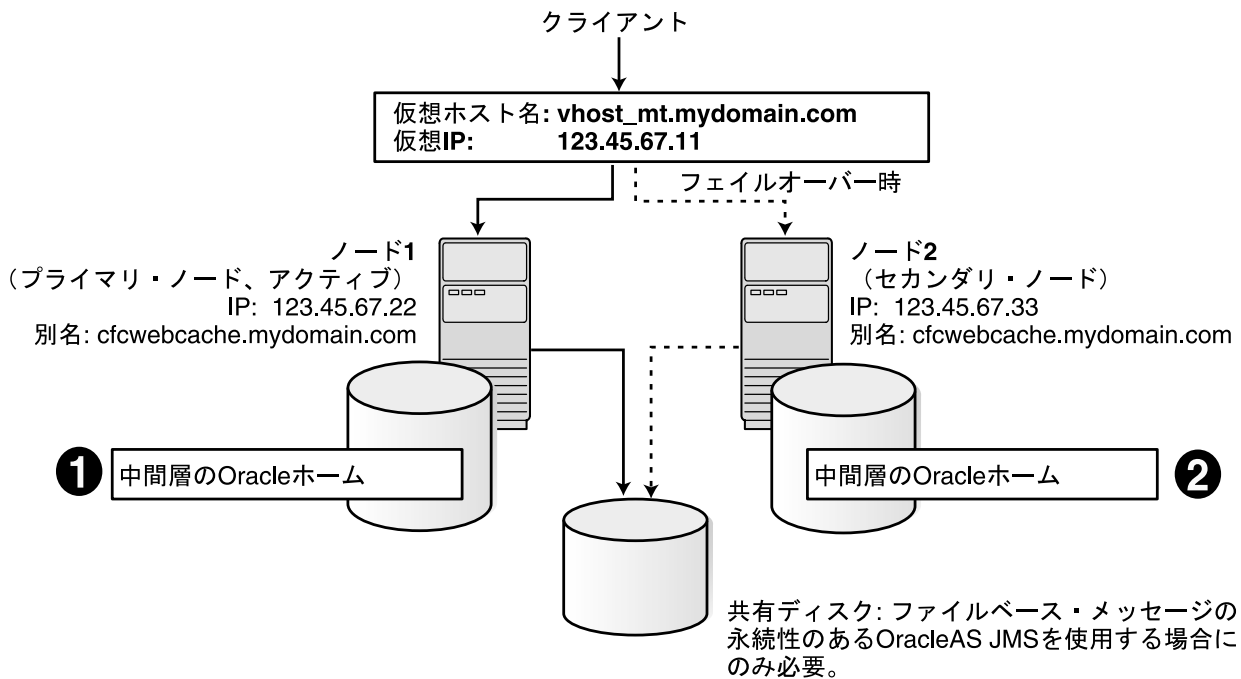 クライアント
仮想ホスト名: vhost_mt.mydomain.com
仮想IP: 123.45.67.11
フェイルオーバー時
ノード1
（プライマリ・ノード、アクティブ）
IP: 123.45.67.22
別名: cfcwebcache.mydomain.com
ノード2
（セカンダリ・ノード）
IP: 123.45.67.33
別名: cfcwebcache.mydomain.com
1 中間層のOracleホーム
中間層のOracleホーム 2
共有ディスク: ファイルベース・メッセージの
永続性のあるOracleAS JMSを使用する場合に
のみ必要。